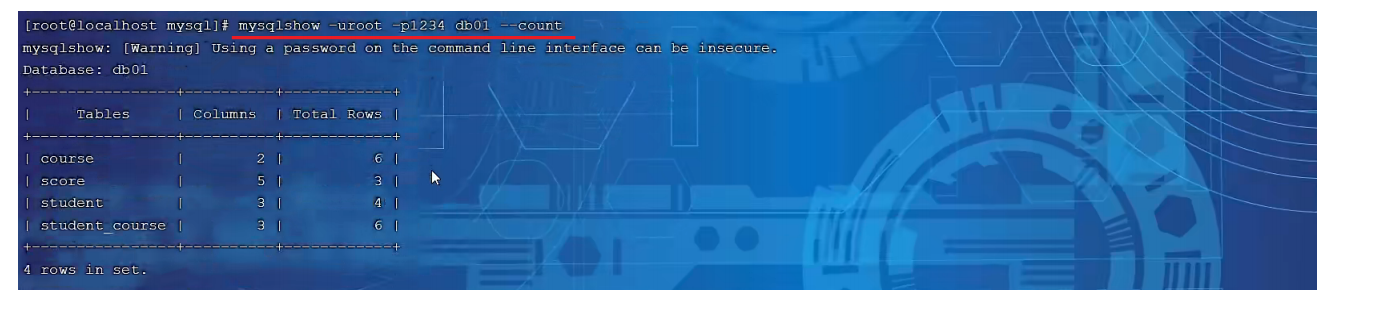 [root@localhost mysql]# mysqlshow -uroot -p1234 db01 --count
mysqlshow: [Warning] Using a password on the command line interface can be insecure.
Database: db01
+----------------+----------+------------+
|     Tables     | Columns  | Total Rows |
+----------------+----------+------------+
| course         |        2 |          6 |
| score          |        5 |          3 |
| student        |        3 |          4 |
| student_course |        3 |          6 |
+----------------+----------+------------+
4 rows in set.